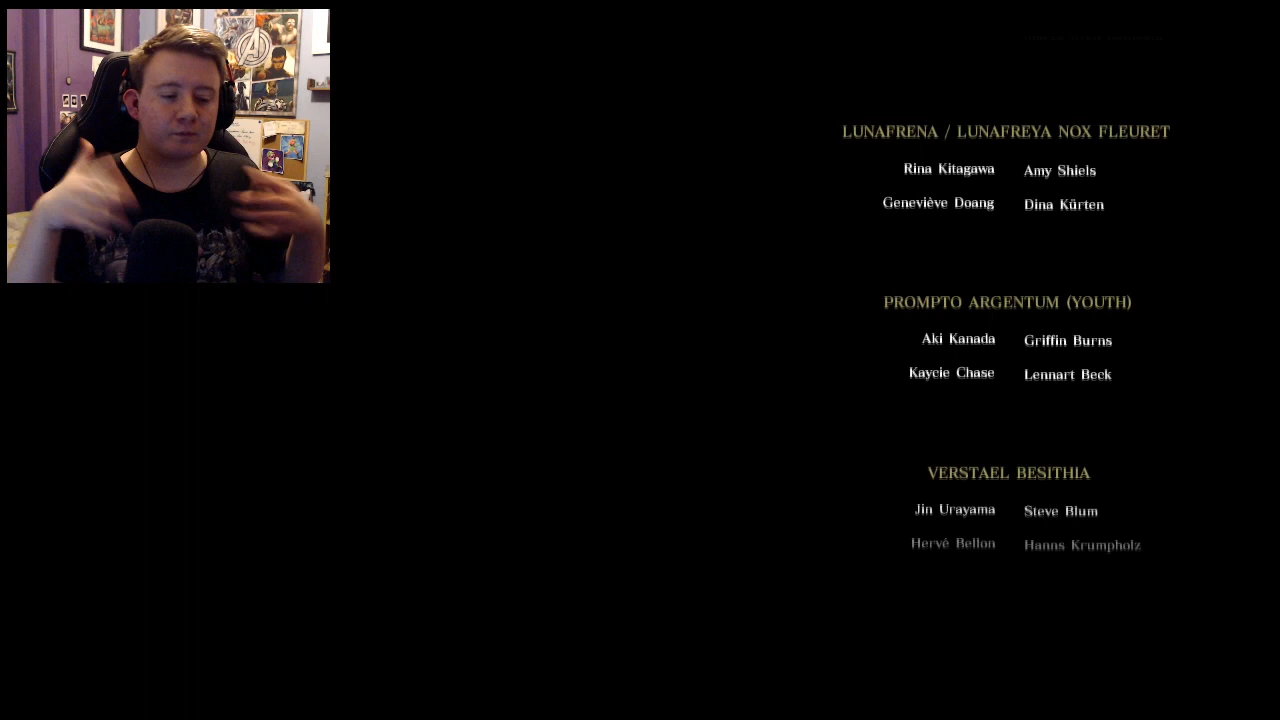 LUNAFRENA / LUNAFREYA NOX FLEURET
Rina Kitagawa Amy Shiels
Geneviève Doang Dina Kürten
PROMPTO ARGENTUM (YOUTH)
Aki Kanada Griffin Burns
Kaycie Chase Lennart Beck
VERSTAEL BESITHIA
Jin Urayama Steve Blum
Hervé Bellon Hanns Krumpholz